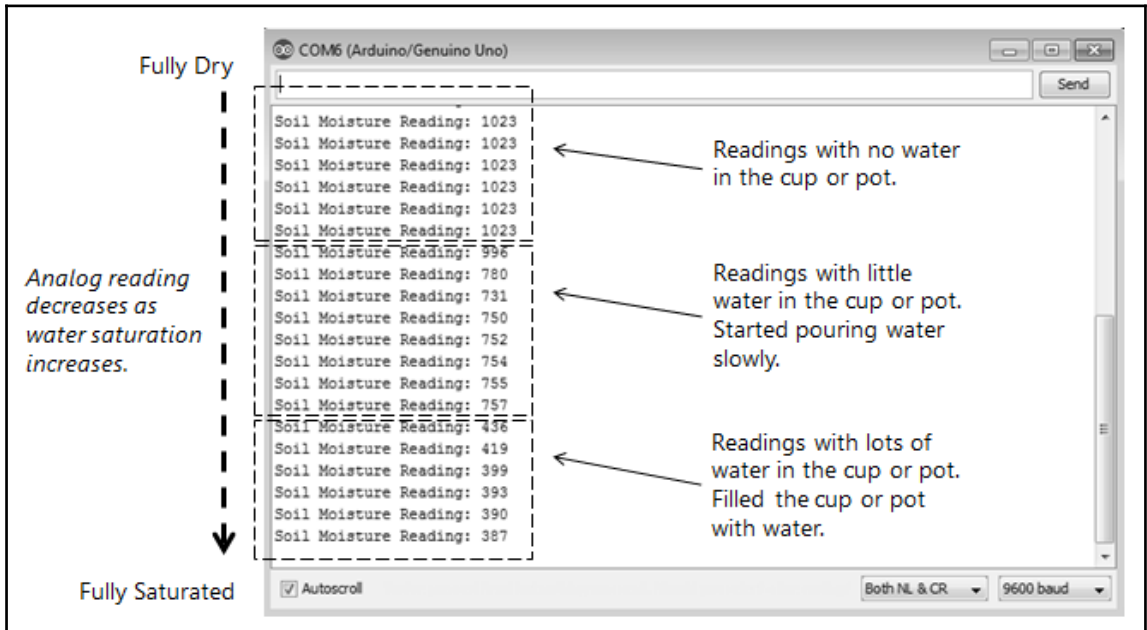 COM6 (Arduino/Genuino Uno)
Send
Fully Dry
Soil Moisture Reading: 1023
Soil Moisture Reading: 1023
Soil Moisture Reading: 1023
Soil Moisture Reading: 1023
Soil Moisture Reading: 1023
Soil Moisture Reading: 1023
Soil Moisture Reading: 996
Soil Moisture Reading: 780
Soil Moisture Reading: 731
Soil Moisture Reading: 750
Soil Moisture Reading: 752
Soil Moisture Reading: 754
Soil Moisture Reading: 755
Soil Moisture Reading: 757
Soil Moisture Reading: 436
Soil Moisture Reading: 419
Soil Moisture Reading: 399
Soil Moisture Reading: 393
Soil Moisture Reading: 390
Soil Moisture Reading: 387
Readings with no water
in the cup or pot.
Readings with little
water in the cup or pot.
Started pouring water
slowly.
Readings with lots of
water in the cup or pot.
Filled the cup or pot
with water.
Analog reading
decreases as
water saturation
increases.
Fully Saturated
Autoscroll
Both NL & CR
9600 baud